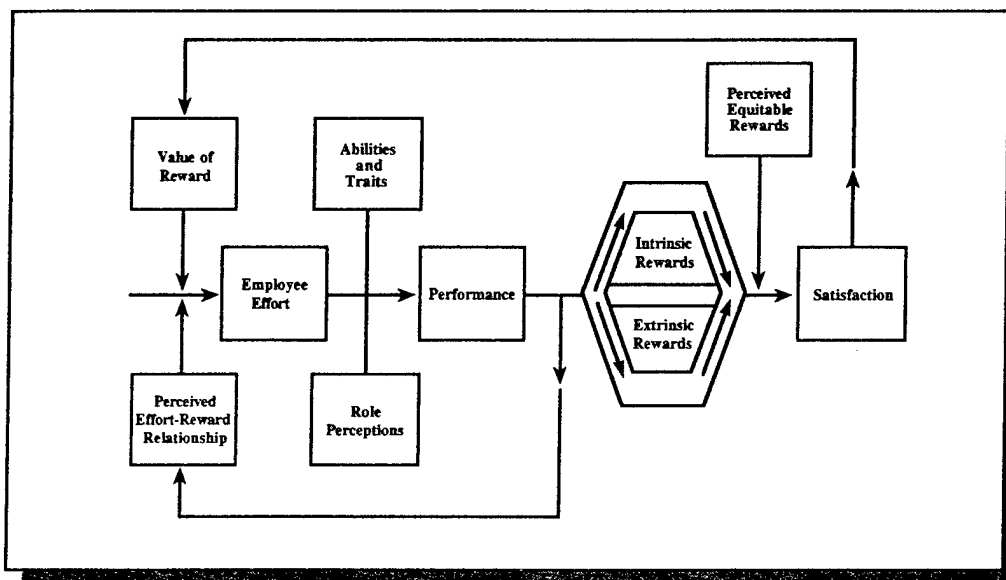 Perceived
Equitable
Rewards
Value of
Reward
Abilities
and
Traits
Intrinsic
Rewards
Employee
Effort
Performance
Satisfaction
Extrinsic
Rewards
Perceived
Effort-Reward
Relationship
Role
Perceptions